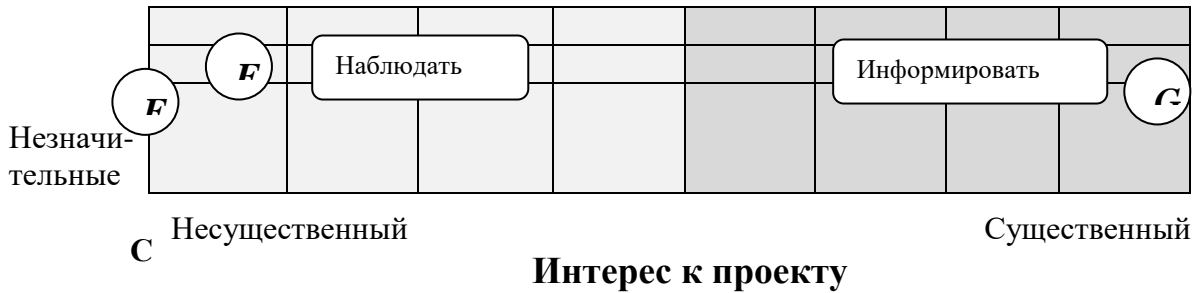 Наблюдать
Информировать
G
Незначи-
тельные
Несущественный
Существенный
С
Интерес к проекту